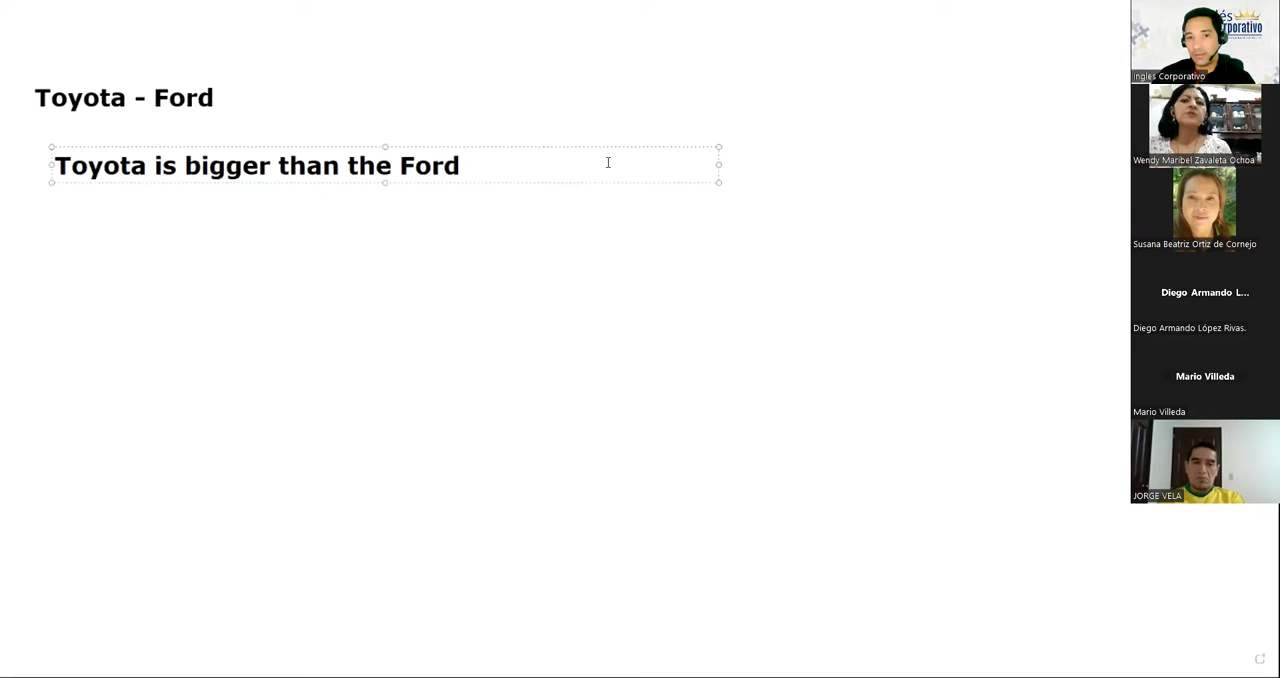 Toyota - Ford
Toyota is bigger than the Ford
Ingles Corporativo
Wendy Maribel Zavaleta Ochoa
Susana Beatriz Ortiz de Cornejo
Diego Armando L...
Diego Armando López Rivas.
Mario Villeda
Mario Villeda
JORGE VELA